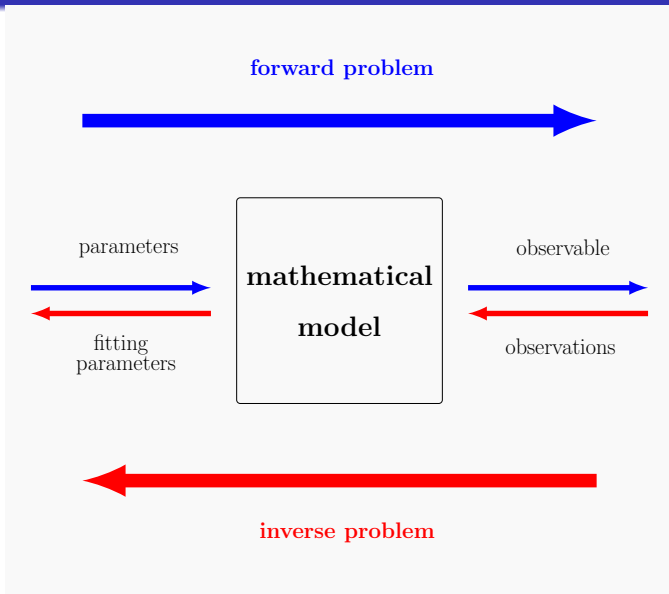 forward problem
parameters
observable
mathematical
model
fitting
parameters
observations
inverse problem